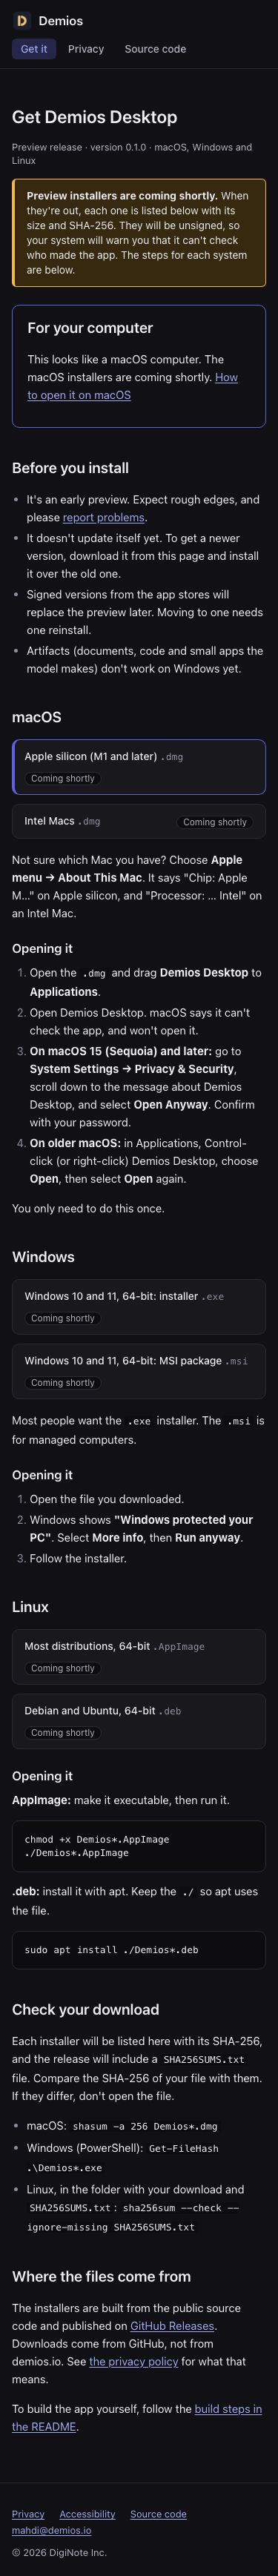 D Demios
Get it Privacy Source code
Get Demios Desktop
Preview release · version 0.1.0 · macOS, Windows and
Linux
Preview installers are coming shortly. When
they're out, each one is listed below with its
size and SHA-256. They will be unsigned, so
your system will warn you that it can't check
who made the app. The steps for each system
are below.
For your computer
This looks like a macOS computer. The
macOS installers are coming shortly. How
to open it on macOS
Before you install
• It's an early preview. Expect rough edges, and
please report problems.
• It doesn't update itself yet. To get a newer
version, download it from this page and install
it over the old one.
• Signed versions from the app stores will
replace the preview later. Moving to one needs
one reinstall.
• Artifacts (documents, code and small apps the
model makes) don't work on Windows yet.
macOS
Apple silicon (M1 and later) .dmg
Coming shortly
Intel Macs .dmg Coming shortly
Not sure which Mac you have? Choose Apple
menu → About This Mac. It says "Chip: Apple
M…" on Apple silicon, and "Processor: … Intel" on
an Intel Mac.
Opening it
1. Open the .dmg and drag Demios Desktop to
Applications.
2. Open Demios Desktop. macOS says it can't
check the app, and won't open it.
3. On macOS 15 (Sequoia) and later: go to
System Settings → Privacy & Security,
scroll down to the message about Demios
Desktop, and select Open Anyway. Confirm
with your password.
4. On older macOS: in Applications, Control-
click (or right-click) Demios Desktop, choose
Open, then select Open again.
You only need to do this once.
Windows
Windows 10 and 11, 64-bit: installer .exe
Coming shortly
Windows 10 and 11, 64-bit: MSI package .msi
Coming shortly
Most people want the .exe installer. The .msi is
for managed computers.
Opening it
1. Open the file you downloaded.
2. Windows shows "Windows protected your
PC". Select More info, then Run anyway.
3. Follow the installer.
Linux
Most distributions, 64-bit .AppImage
Coming shortly
Debian and Ubuntu, 64-bit .deb
Coming shortly
Opening it
AppImage: make it executable, then run it.
chmod +x Demios*.AppImage
./Demios*.AppImage
.deb: install it with apt. Keep the ./ so apt uses
the file.
sudo apt install ./Demios*.deb
Check your download
Each installer will be listed here with its SHA-256,
and the release will include a SHA256SUMS.txt
file. Compare the SHA-256 of your file with them.
If they differ, don't open the file.
• macOS: shasum -a 256 Demios*.dmg
• Windows (PowerShell): Get-FileHash
.\Demios*.exe
• Linux, in the folder with your download and
SHA256SUMS.txt: sha256sum --check --
ignore-missing SHA256SUMS.txt
Where the files come from
The installers are built from the public source
code and published on GitHub Releases.
Downloads come from GitHub, not from
demios.io. See the privacy policy for what that
means.
To build the app yourself, follow the build steps in
the README.
Privacy Accessibility Source code
mahdi@demios.io
© 2026 DigiNote Inc.